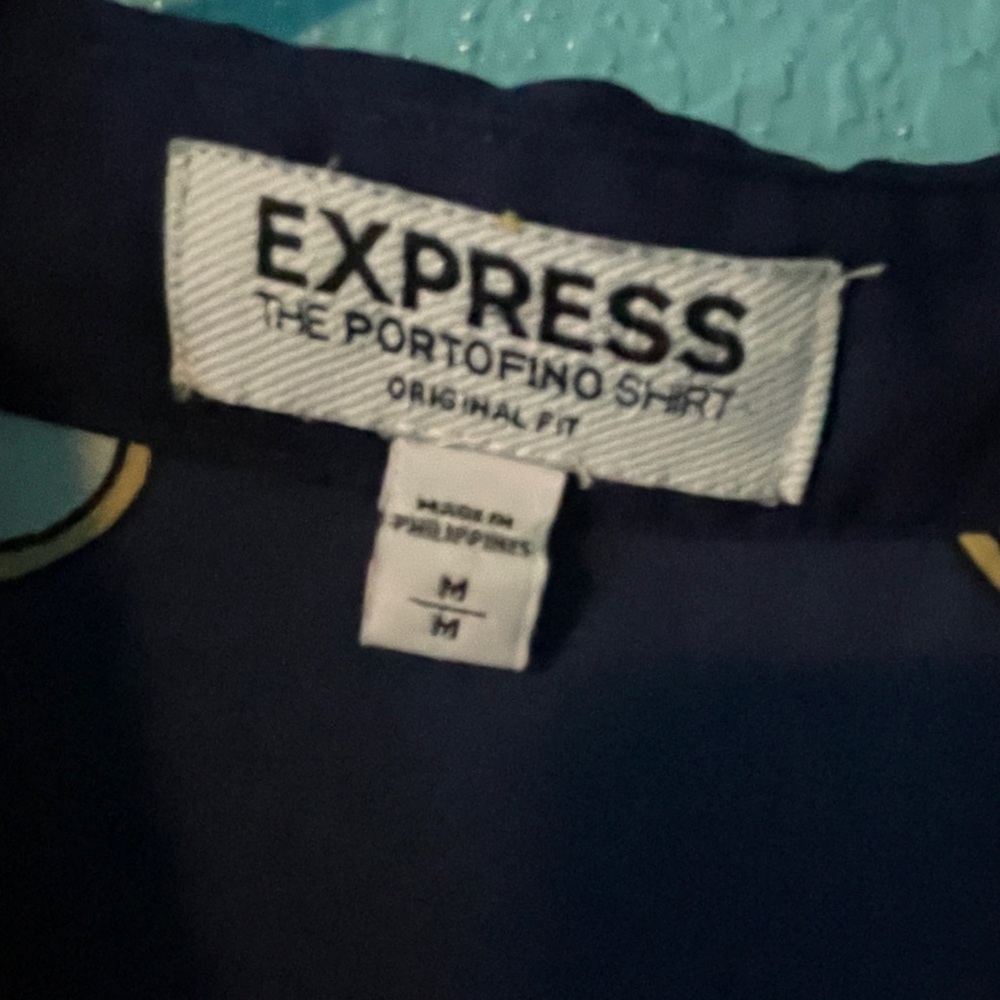 EXPRESS
THE PORTOFINO SHIRT
ORIGINAL FIT
MADE IN
PHILIPPINES
M
M